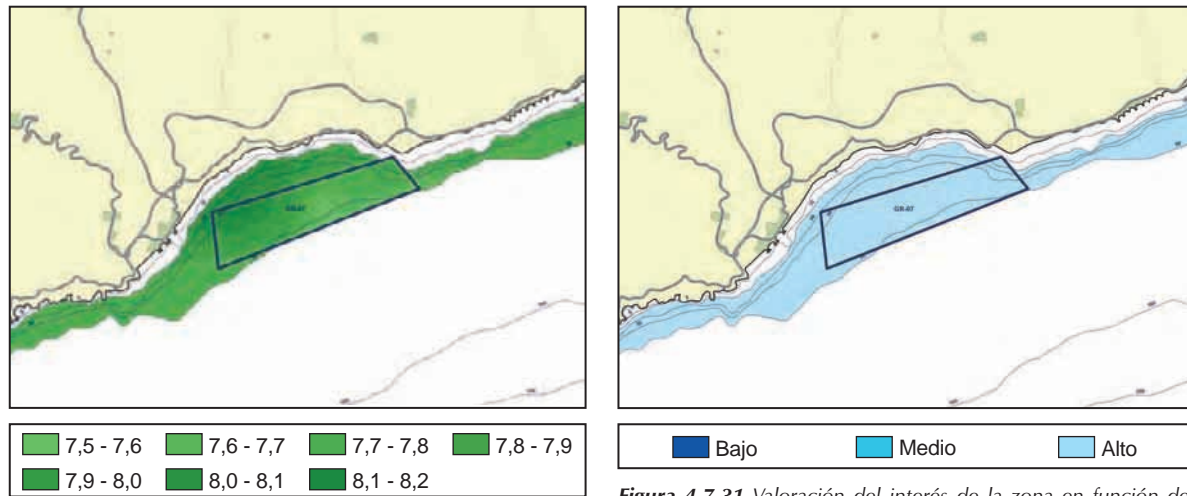 GR-07
7,5 - 7,6
7,6 - 7,7
7,7 - 7,8
7,8 - 7,9
7,9 - 8,0
8,0 - 8,1
8,1 - 8,2
Bajo
Medio
Alto
Figura 4.7.31 Valoración del interés de la zona en función de